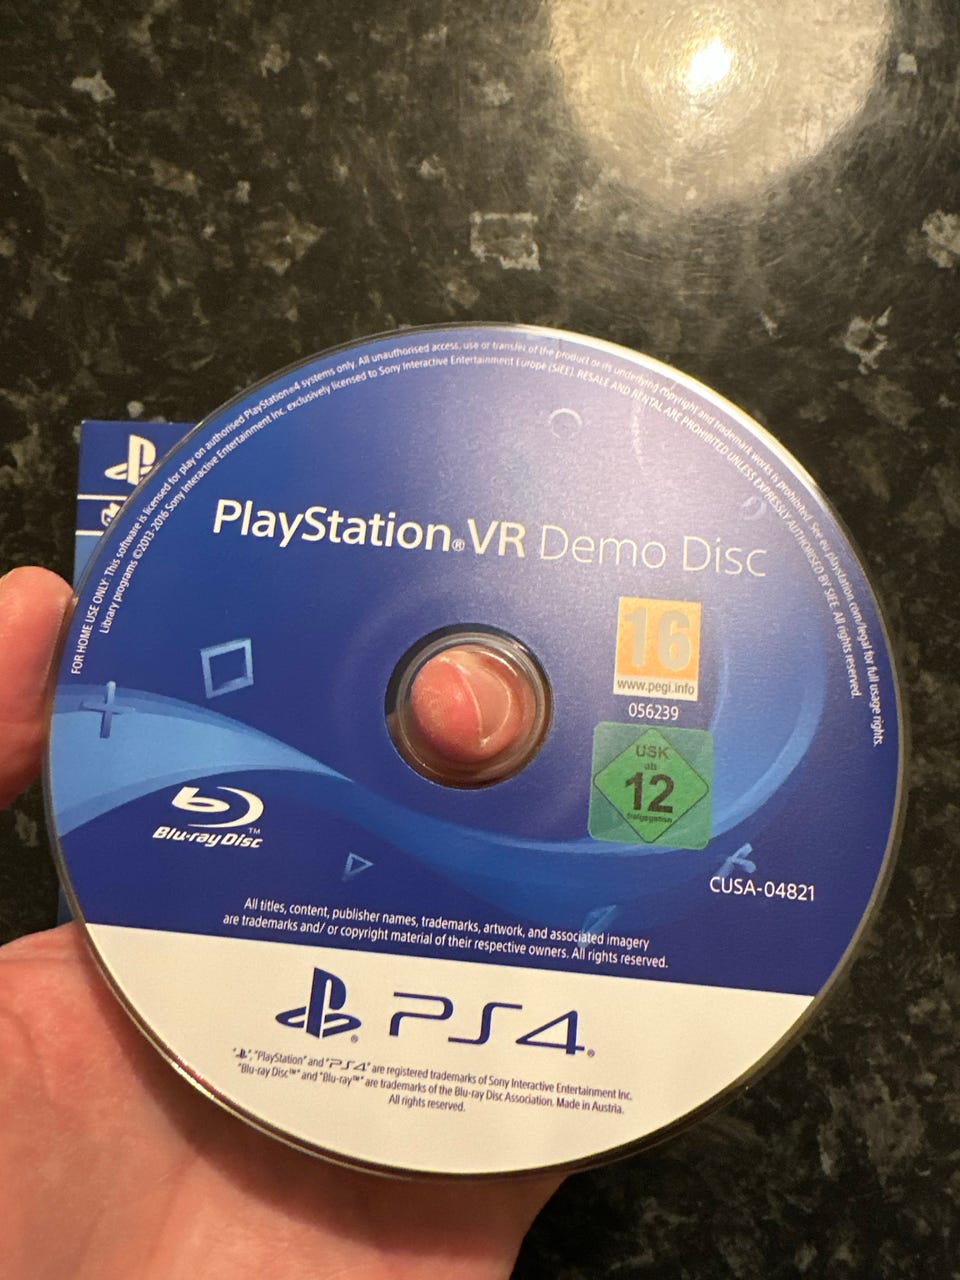 FOR HOME USE ONLY: This software is licensed for play on authorised PlayStation®4 systems only. All unauthorised access, use or transfer of the product or its underlying copyright and trademark works is prohibited. See eu.playstation.com/legal for full usage rights.
Library programs ©2013-2016 Sony Interactive Entertainment Inc. exclusively licensed to Sony Interactive Entertainment Europe (SIEE). RESALE AND RENTAL ARE PROHIBITED UNLESS EXPRESSLY AUTHORISED BY SIEE. All rights reserved.
PlayStation®VR Demo Disc
16
www.pegi.info
056239
USK
ab
12
freigegeben
Blu-ray Disc™
CUSA-04821
All titles, content, publisher names, trademarks, artwork, and associated imagery
are trademarks and/ or copyright material of their respective owners. All rights reserved.
PS4®
" ", "PlayStation" and "PS4" are registered trademarks of Sony Interactive Entertainment Inc.
"Blu-ray Disc™" and "Blu-ray™" are trademarks of the Blu-ray Disc Association. Made in Austria.
All rights reserved.